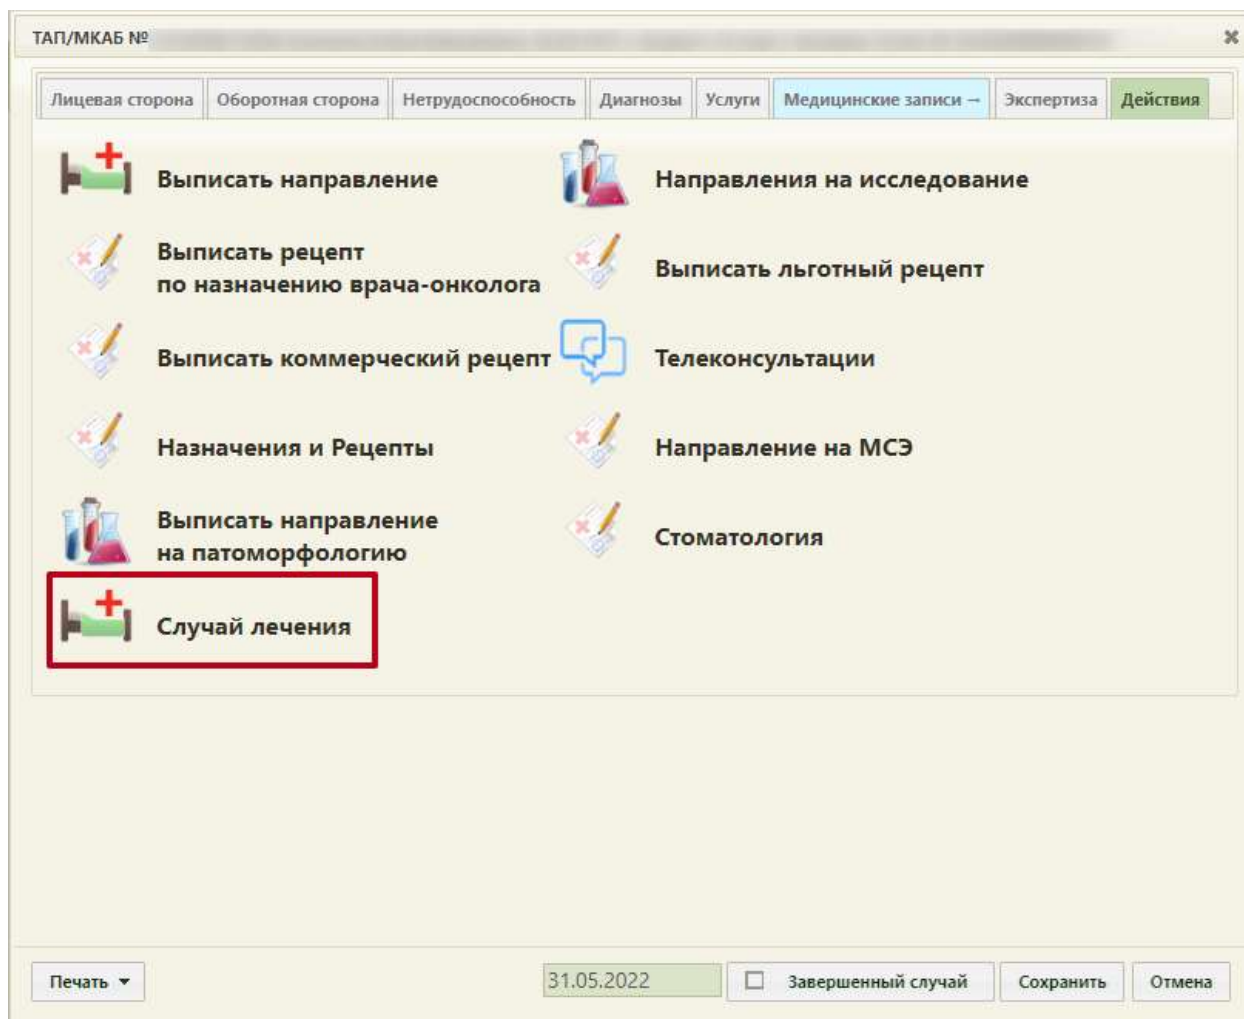 ТАП/МКАБ №
Лицевая сторона Оборотная сторона Нетрудоспособность Диагнозы Услуги Медицинские записи → Экспертиза Действия
Выписать направление
Направления на исследование
Выписать рецепт
по назначению врача-онколога
Выписать льготный рецепт
Выписать коммерческий рецепт
Телеконсультации
Назначения и Рецепты
Направление на МСЭ
Выписать направление
на патоморфологию
Стоматология
Случай лечения
Печать 31.05.2022 Завершенный случай Сохранить Отмена